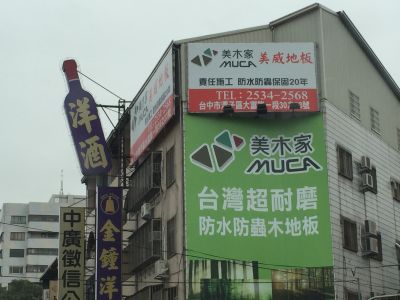 美木家 美威地板
MUCA
責任施工 防水防蟲保固20年
TEL：2534-2568
美木家
MUCA
台灣超耐磨
防水防蟲木地板
洋酒
金鐘洋
中廣徵信公